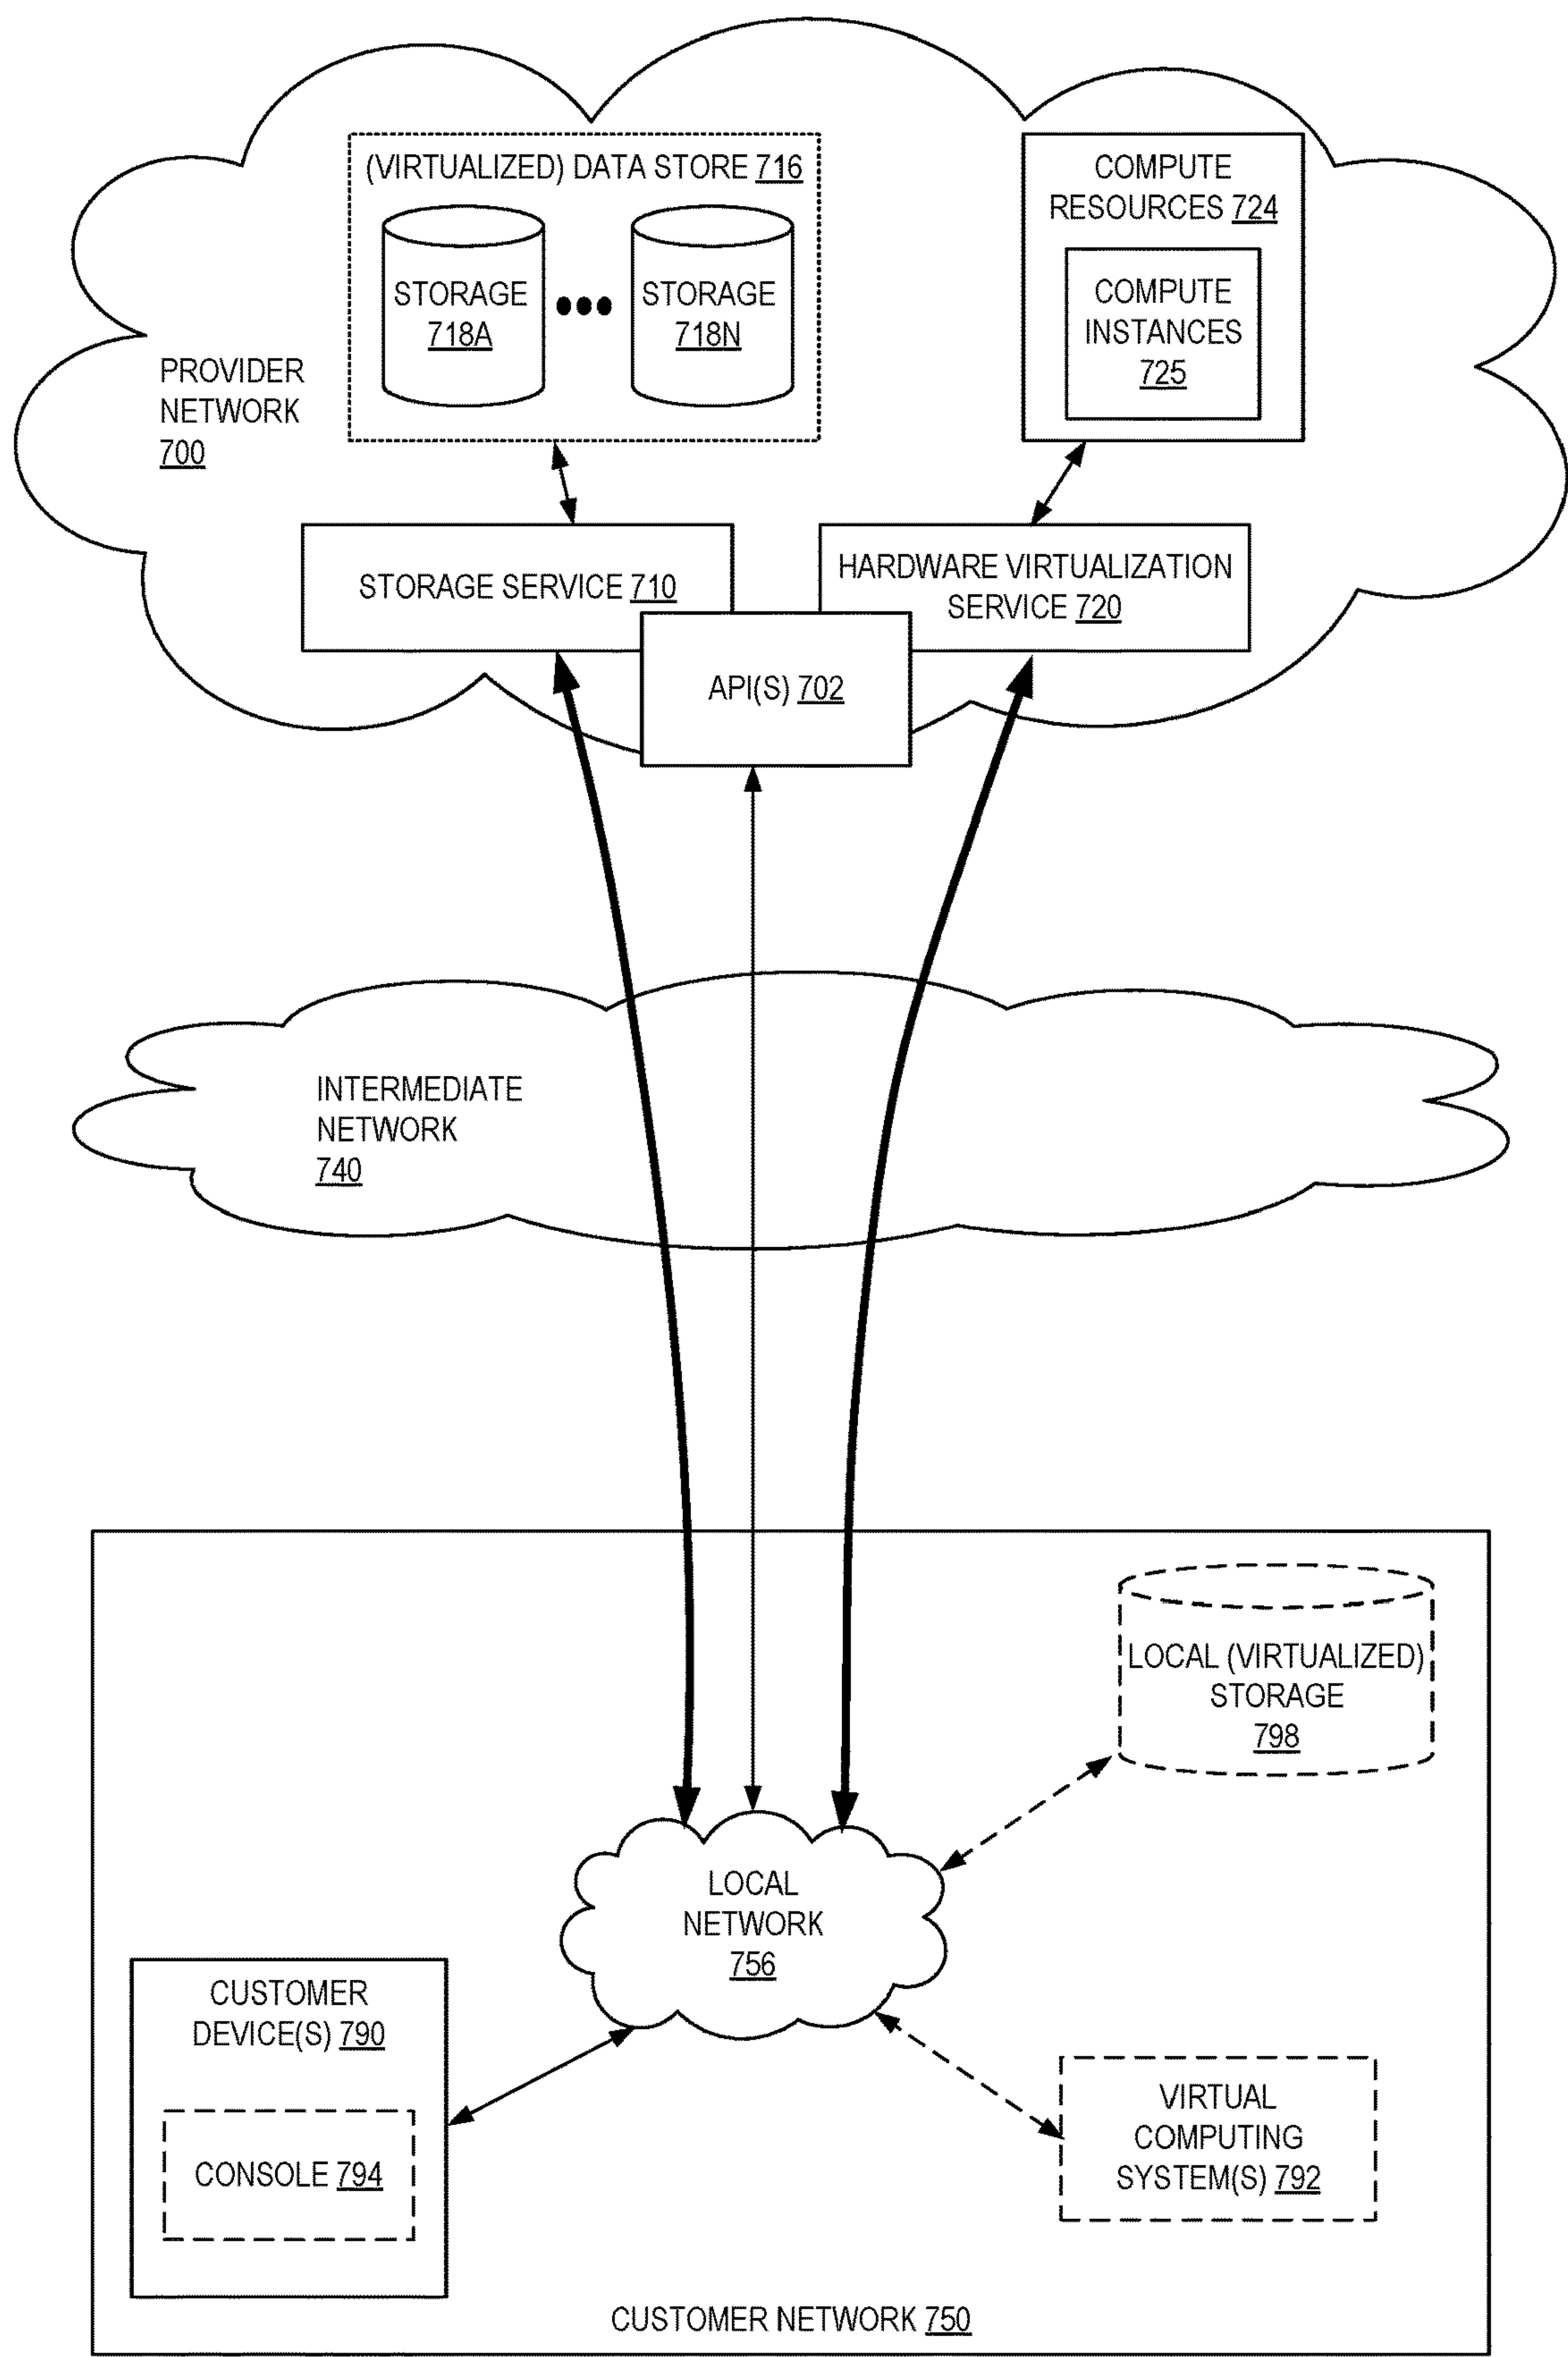 (VIRTUALIZED) DATA STORE 716
STORAGE
718A
STORAGE
718N
COMPUTE
RESOURCES 724
COMPUTE
INSTANCES
725
PROVIDER
NETWORK
700
STORAGE SERVICE 710
HARDWARE VIRTUALIZATION
SERVICE 720
API(S) 702
INTERMEDIATE
NETWORK
740
LOCAL (VIRTUALIZED)
STORAGE
798
LOCAL
NETWORK
756
CUSTOMER
DEVICE(S) 790
CONSOLE 794
VIRTUAL
COMPUTING
SYSTEM(S) 792
CUSTOMER NETWORK 750